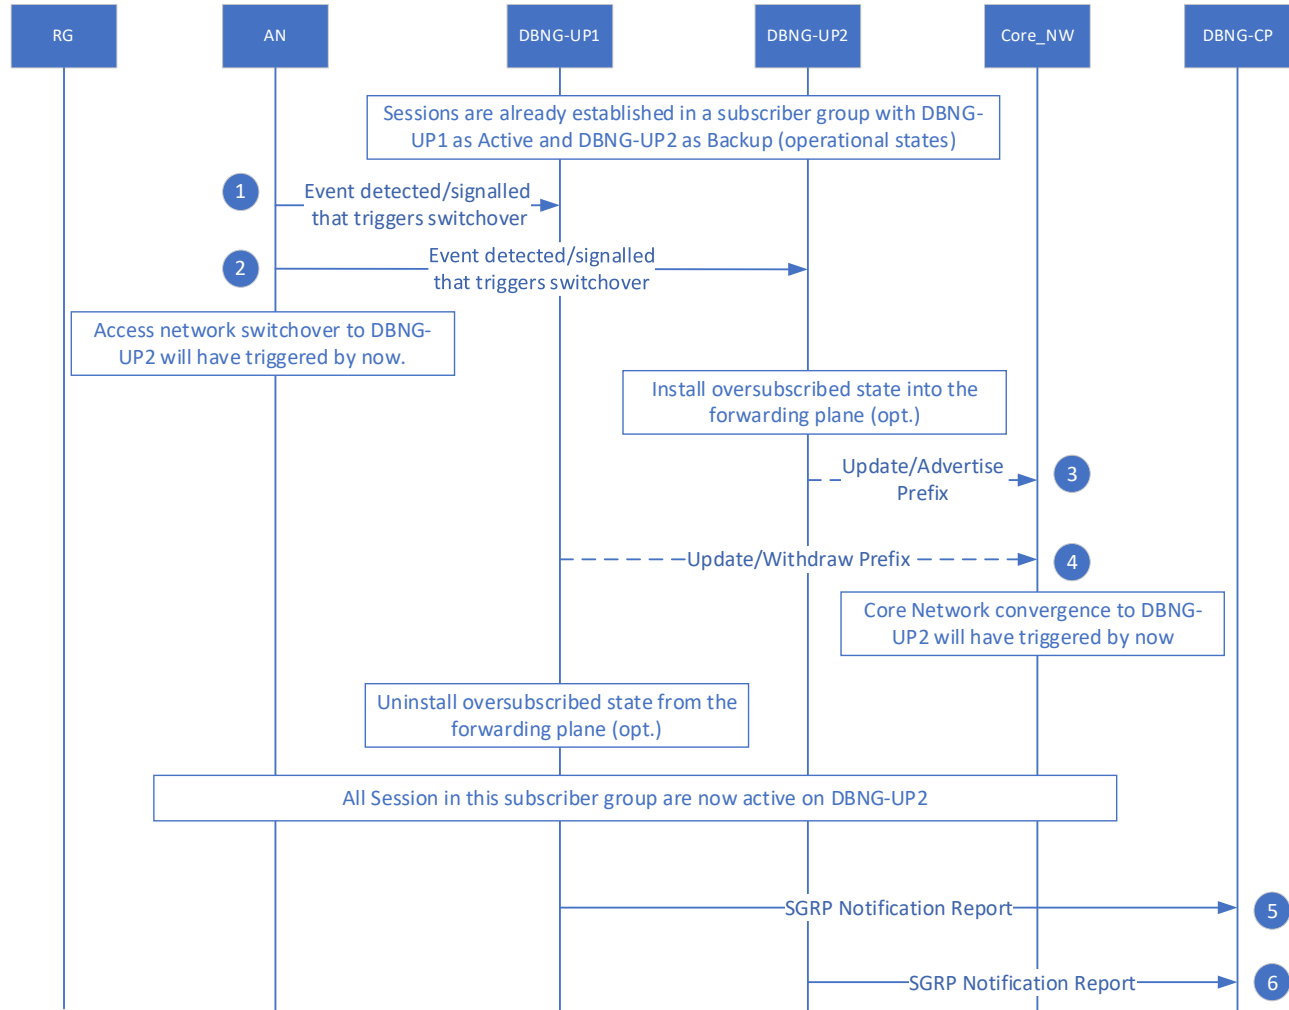 RG
AN
DBNG-UP1
DBNG-UP2
Core_NW
DBNG-CP
Sessions are already established in a subscriber group with DBNG-
UP1 as Active and DBNG-UP2 as Backup (operational states)
1
Event detected/signalled
that triggers switchover
2
Event detected/signalled
that triggers switchover
Access network switchover to DBNG-
UP2 will have triggered by now.
Install oversubscribed state into the
forwarding plane (opt.)
Update/Advertise
Prefix
3
Update/Withdraw Prefix
4
Core Network convergence to DBNG-
UP2 will have triggered by now
Uninstall oversubscribed state from the
forwarding plane (opt.)
All Session in this subscriber group are now active on DBNG-UP2
SGRP Notification Report
5
SGRP Notification Report
6